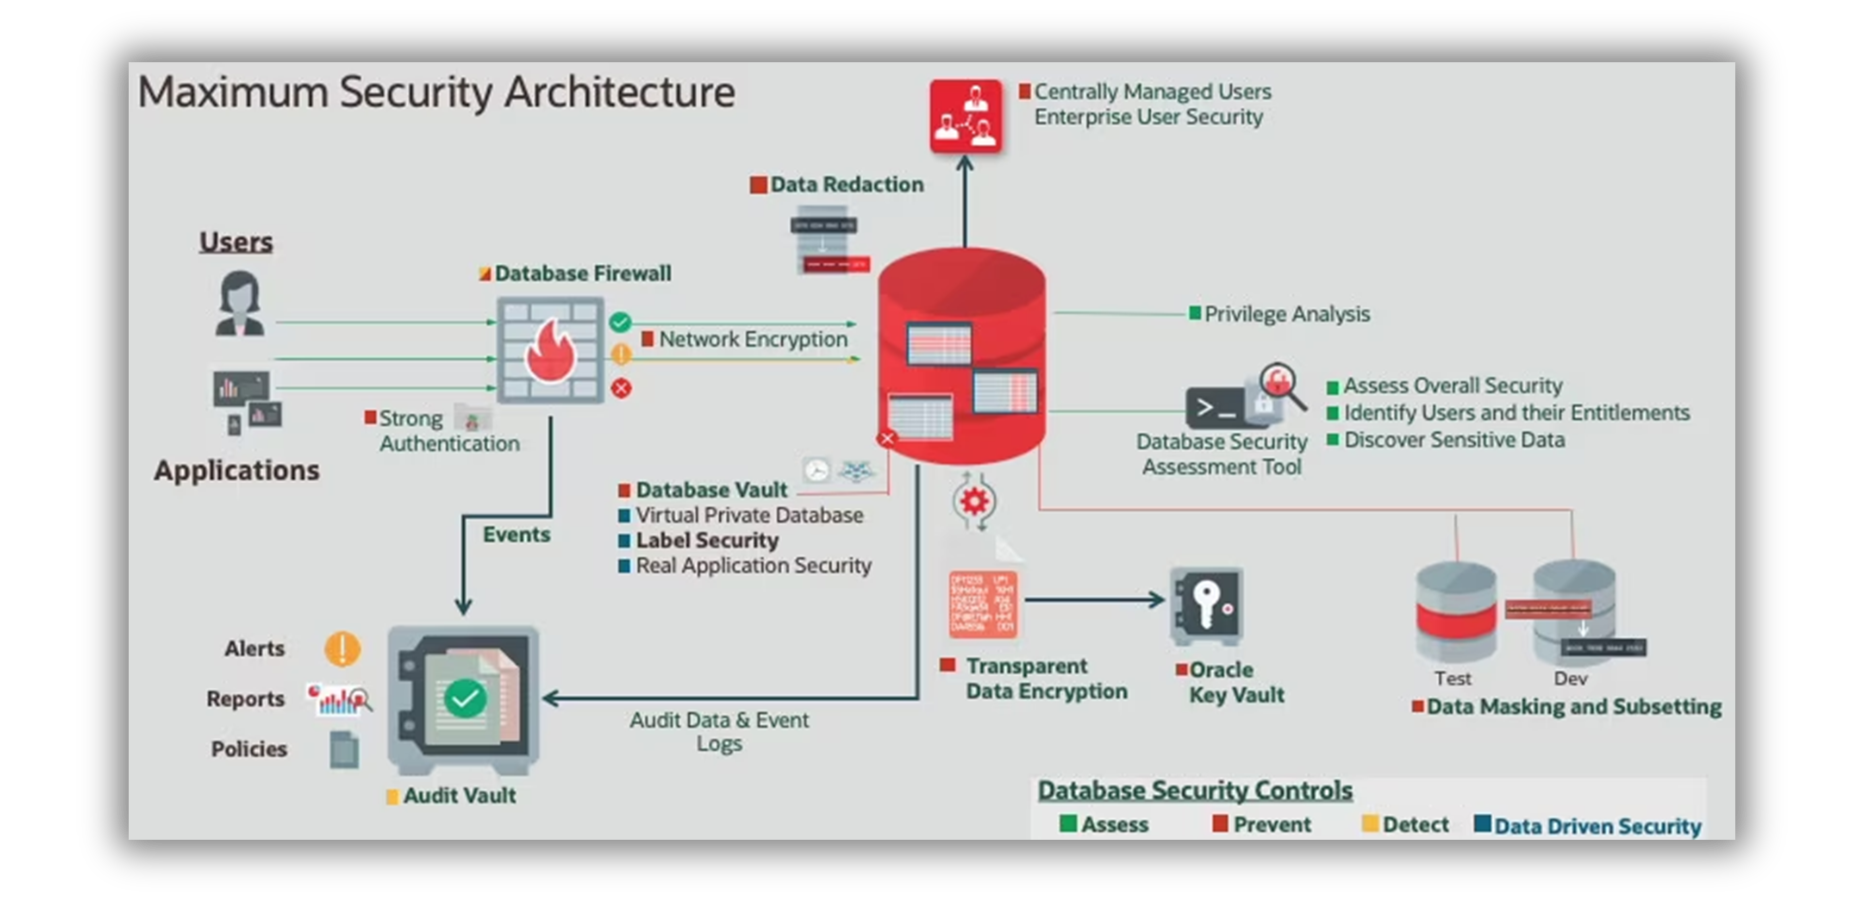 Maximum Security Architecture
Centrally Managed Users
Enterprise User Security
Data Redaction
Users
Database Firewall
Network Encryption
Privilege Analysis
Strong
Authentication
Applications
Assess Overall Security
Identify Users and their Entitlements
Discover Sensitive Data
Database Security
Assessment Tool
Database Vault
Virtual Private Database
Label Security
Real Application Security
Events
Alerts
Reports
Policies
Audit Vault
Audit Data & Event
Logs
Transparent
Data Encryption
Oracle
Key Vault
Test
Dev
Data Masking and Subsetting
Database Security Controls
Assess
Prevent
Detect
Data Driven Security